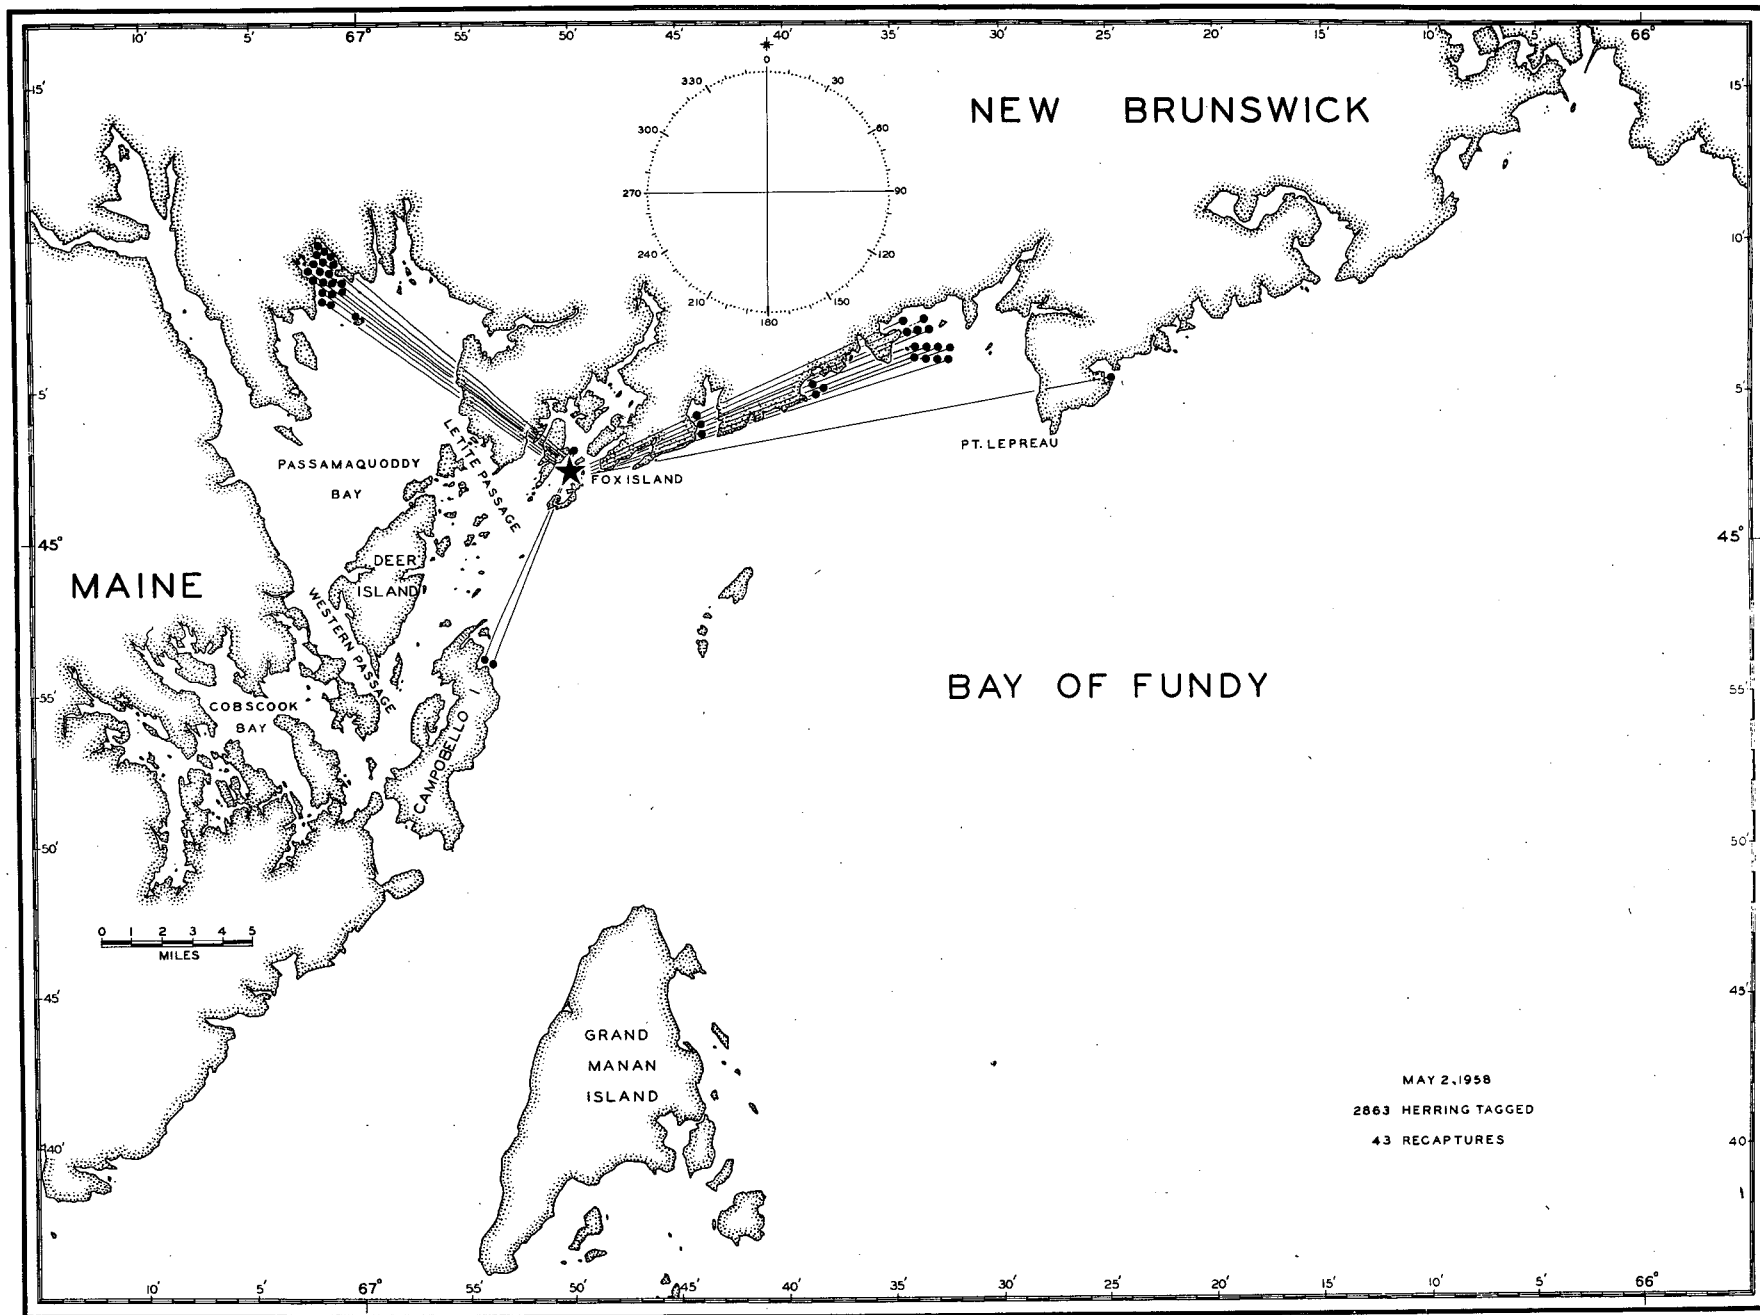 10′ 5′ 67° 55′ 50′ 45′ 40′ 35′ 30′ 25′ 20′ 15′ 10′ 5′ 66°
0
330 30
300 60
270 90
240 120
210 150
180
NEW BRUNSWICK
15′ 15′
10′
5′ 5′
PT. LEPREAU
PASSAMAQUODDY
BAY
LETITE PASSAGE
FOX ISLAND
45° 45°
DEER
ISLAND
MAINE
WESTERN PASSAGE
BAY OF FUNDY
55′ 55′
COBSCOOK
BAY
CAMPOBELLO I
50′ 50′
0 1 2 3 4 5
MILES
45′ 45′
GRAND
MANAN
ISLAND
MAY 2, 1958
2863 HERRING TAGGED
43 RECAPTURES
40′ 40′
10′ 5′ 67° 55′ 50′ 45′ 40′ 35′ 30′ 25′ 20′ 15′ 10′ 5′ 66°